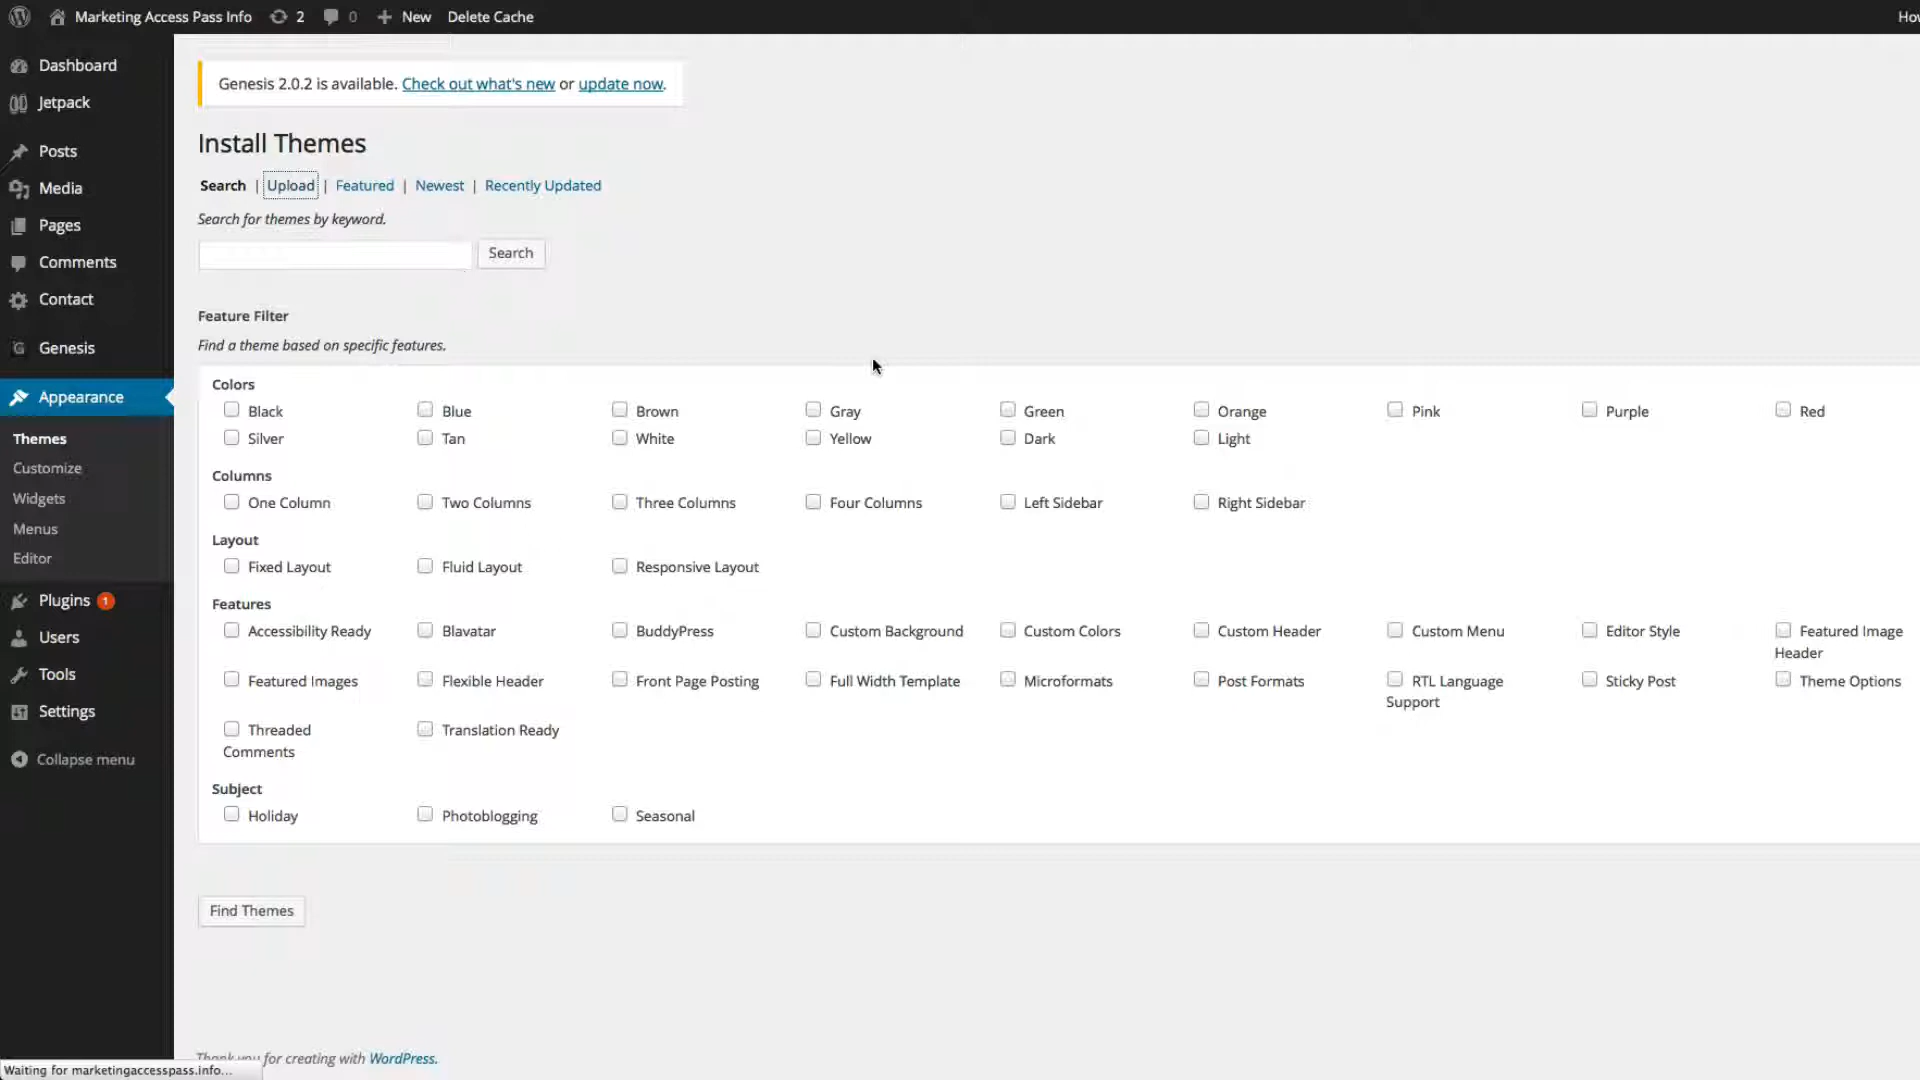 Marketing Access Pass Info 2 0 New Delete Cache
Dashboard
Jetpack
Posts
Media
Pages
Comments
Contact
Genesis
Appearance
Themes
Customize
Widgets
Menus
Editor
Plugins 1
Users
Tools
Settings
Collapse menu
Genesis 2.0.2 is available. Check out what's new or update now.
Install Themes
Search | Upload | Featured | Newest | Recently Updated
Search for themes by keyword.
Search
Feature Filter
Find a theme based on specific features.
Colors
Black Blue Brown Gray Green Orange Pink Purple Red
Silver Tan White Yellow Dark Light
Columns
One Column Two Columns Three Columns Four Columns Left Sidebar Right Sidebar
Layout
Fixed Layout Fluid Layout Responsive Layout
Features
Accessibility Ready Blavatar BuddyPress Custom Background Custom Colors Custom Header Custom Menu Editor Style Featured Image
Header
Featured Images Flexible Header Front Page Posting Full Width Template Microformats Post Formats RTL Language Sticky Post Theme Options
Support
Threaded Translation Ready
Comments
Subject
Holiday Photoblogging Seasonal
Find Themes
Thank you for creating with WordPress.
Waiting for marketingaccesspass.info...